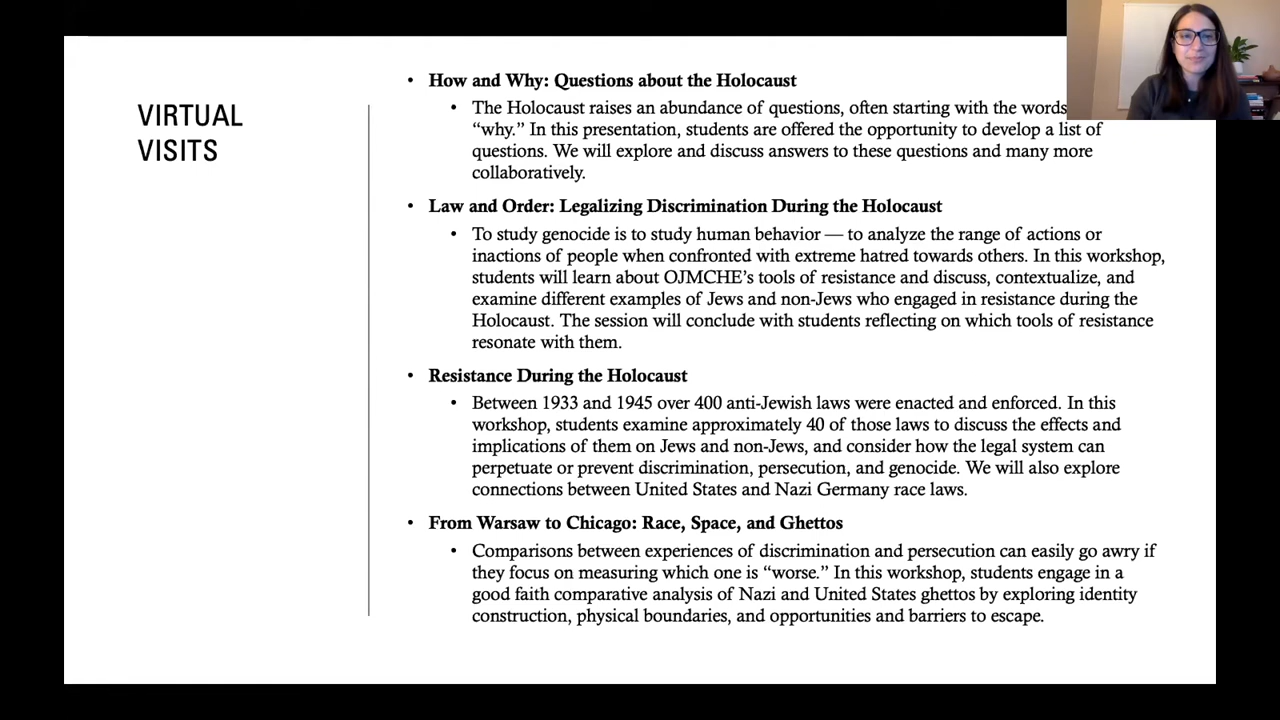 VIRTUAL
VISITS
• How and Why: Questions about the Holocaust
• The Holocaust raises an abundance of questions, often starting with the words
“why.” In this presentation, students are offered the opportunity to develop a list of
questions. We will explore and discuss answers to these questions and many more
collaboratively.
• Law and Order: Legalizing Discrimination During the Holocaust
• To study genocide is to study human behavior — to analyze the range of actions or
inactions of people when confronted with extreme hatred towards others. In this workshop,
students will learn about OJMCHE’s tools of resistance and discuss, contextualize, and
examine different examples of Jews and non-Jews who engaged in resistance during the
Holocaust. The session will conclude with students reflecting on which tools of resistance
resonate with them.
• Resistance During the Holocaust
• Between 1933 and 1945 over 400 anti-Jewish laws were enacted and enforced. In this
workshop, students examine approximately 40 of those laws to discuss the effects and
implications of them on Jews and non-Jews, and consider how the legal system can
perpetuate or prevent discrimination, persecution, and genocide. We will also explore
connections between United States and Nazi Germany race laws.
• From Warsaw to Chicago: Race, Space, and Ghettos
• Comparisons between experiences of discrimination and persecution can easily go awry if
they focus on measuring which one is “worse.” In this workshop, students engage in a
good faith comparative analysis of Nazi and United States ghettos by exploring identity
construction, physical boundaries, and opportunities and barriers to escape.